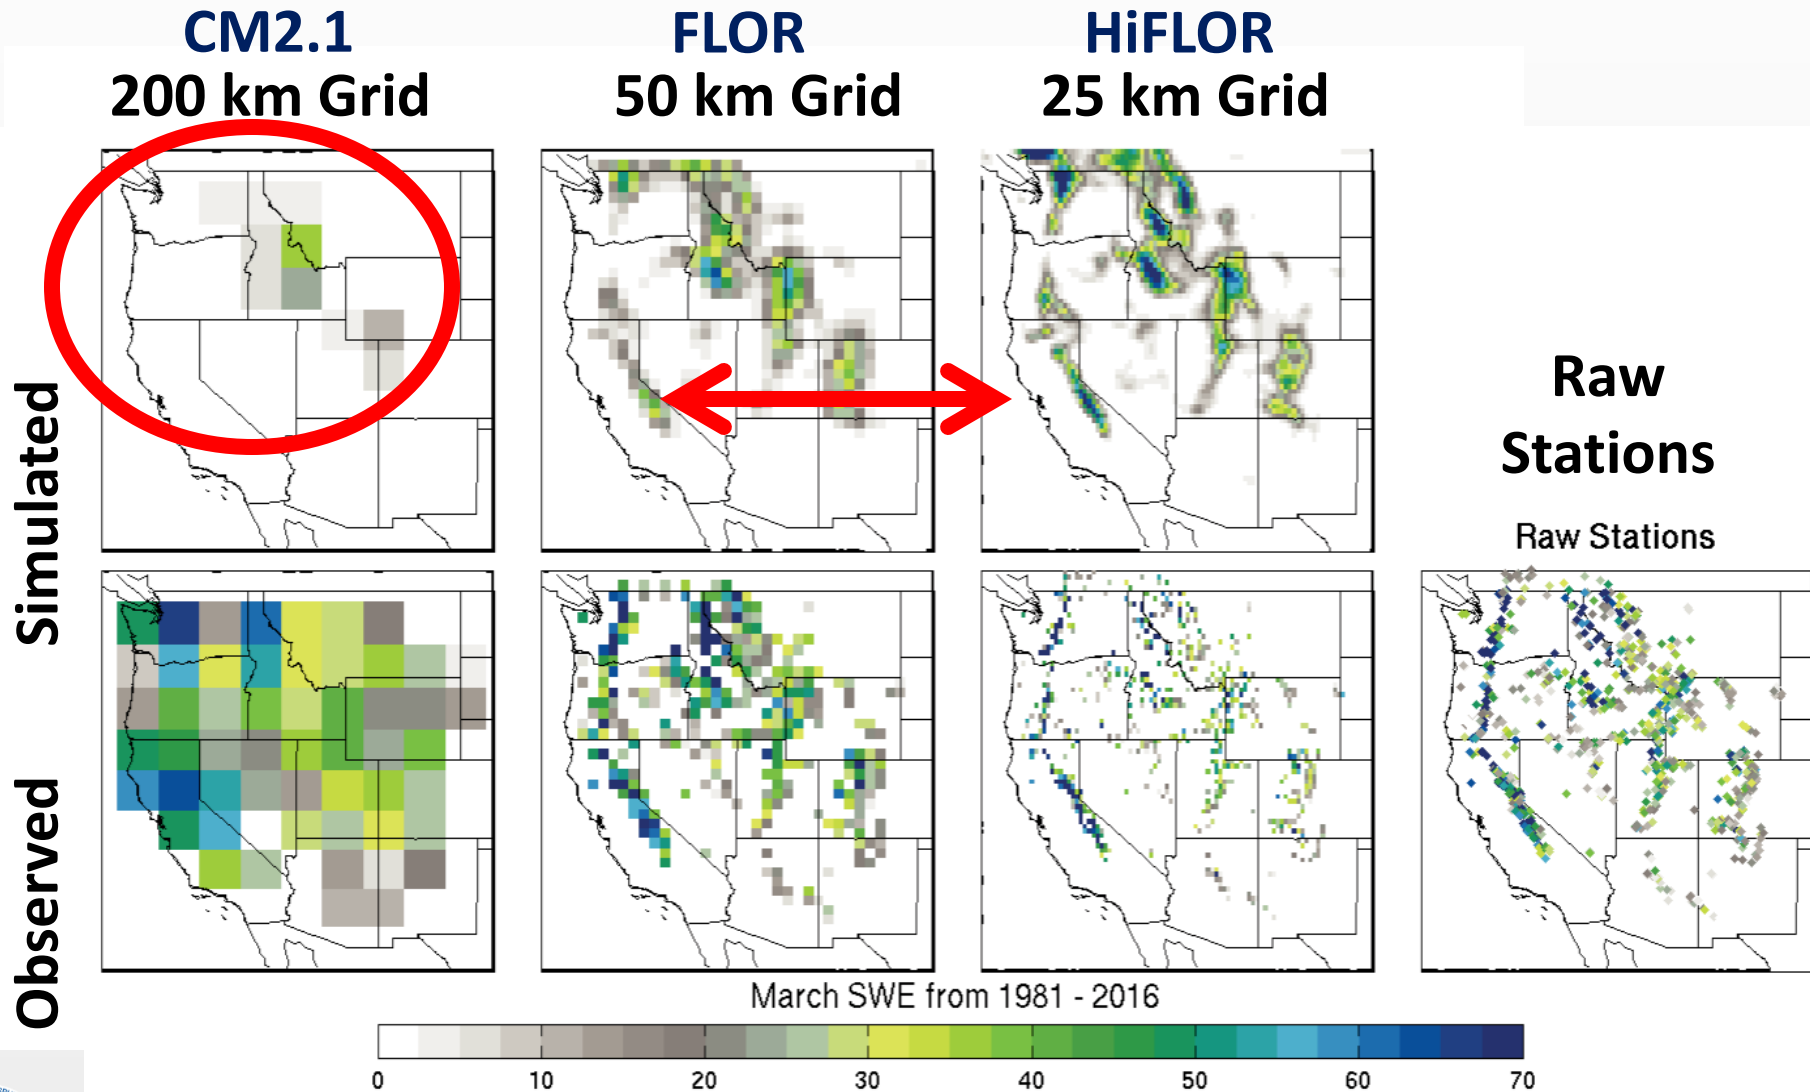 CM2.1
200 km Grid
FLOR
50 km Grid
HiFLOR
25 km Grid
Simulated
Observed
Raw
Stations
Raw Stations
March SWE from 1981 - 2016
0 10 20 30 40 50 60 70